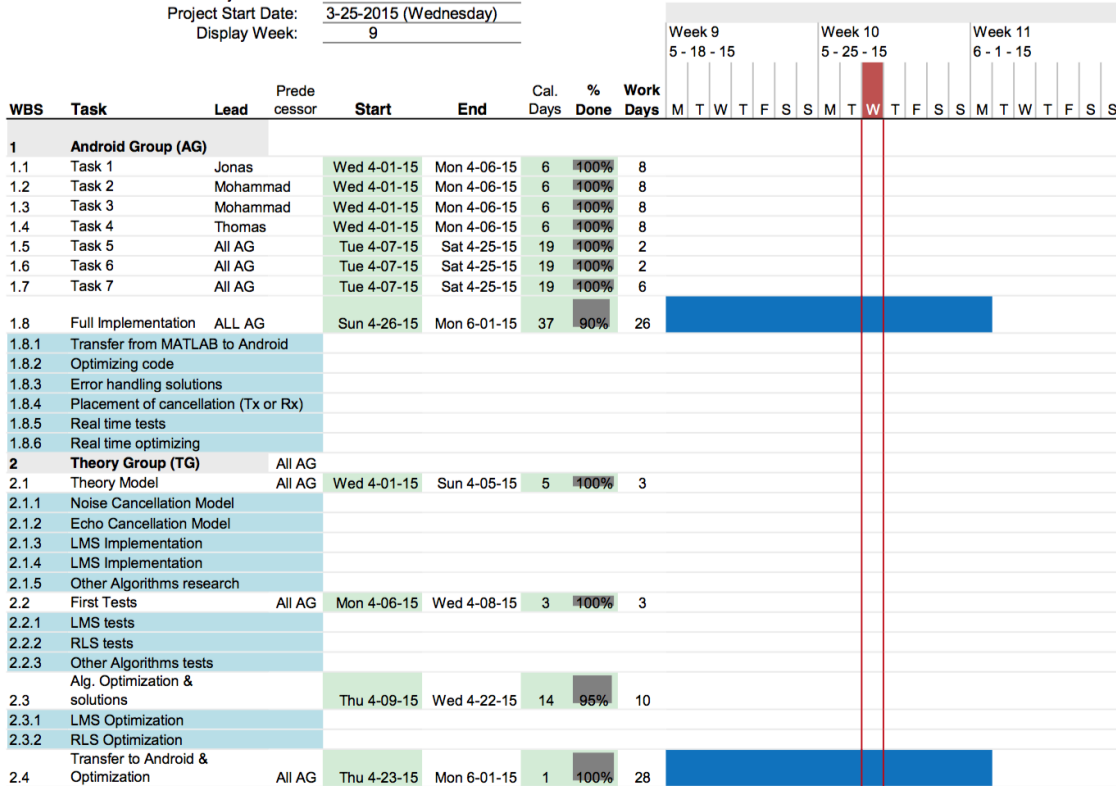 Project Start Date: 3-25-2015 (Wednesday)
Display Week: 9
Week 9 Week 10 Week 11
5 - 18 - 15 5 - 25 - 15 6 - 1 - 15
Prede Cal. % Work
WBS Task Lead cessor Start End Days Done Days M T W T F S S M T W T F S S M T W T F S S
1 Android Group (AG)
1.1 Task 1 Jonas Wed 4-01-15 Mon 4-06-15 6 100% 8
1.2 Task 2 Mohammad Wed 4-01-15 Mon 4-06-15 6 100% 8
1.3 Task 3 Mohammad Wed 4-01-15 Mon 4-06-15 6 100% 8
1.4 Task 4 Thomas Wed 4-01-15 Mon 4-06-15 6 100% 8
1.5 Task 5 All AG Tue 4-07-15 Sat 4-25-15 19 100% 2
1.6 Task 6 All AG Tue 4-07-15 Sat 4-25-15 19 100% 2
1.7 Task 7 All AG Tue 4-07-15 Sat 4-25-15 19 100% 6
1.8 Full Implementation ALL AG Sun 4-26-15 Mon 6-01-15 37 90% 26
1.8.1 Transfer from MATLAB to Android
1.8.2 Optimizing code
1.8.3 Error handling solutions
1.8.4 Placement of cancellation (Tx or Rx)
1.8.5 Real time tests
1.8.6 Real time optimizing
2 Theory Group (TG) All AG
2.1 Theory Model All AG Wed 4-01-15 Sun 4-05-15 5 100% 3
2.1.1 Noise Cancellation Model
2.1.2 Echo Cancellation Model
2.1.3 LMS Implementation
2.1.4 LMS Implementation
2.1.5 Other Algorithms research
2.2 First Tests All AG Mon 4-06-15 Wed 4-08-15 3 100% 3
2.2.1 LMS tests
2.2.2 RLS tests
2.2.3 Other Algorithms tests
Alg. Optimization &
2.3 solutions Thu 4-09-15 Wed 4-22-15 14 95% 10
2.3.1 LMS Optimization
2.3.2 RLS Optimization
Transfer to Android &
2.4 Optimization All AG Thu 4-23-15 Mon 6-01-15 1 100% 28